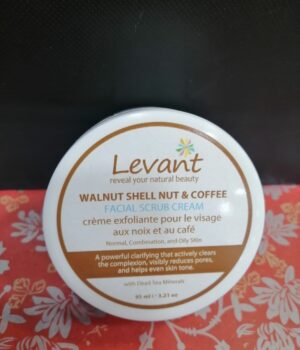 Levant
reveal your natural beauty
WALNUT SHELL NUT & COFFEE
FACIAL SCRUB CREAM
crème exfoliante pour le visage
aux noix et au café
Normal, Combination, and Oily Skin
A powerful clarifying that actively clears
the complexion, visibly reduces pores,
and helps even skin tone.
with Dead Sea Minerals
95 ml / 3.21 oz